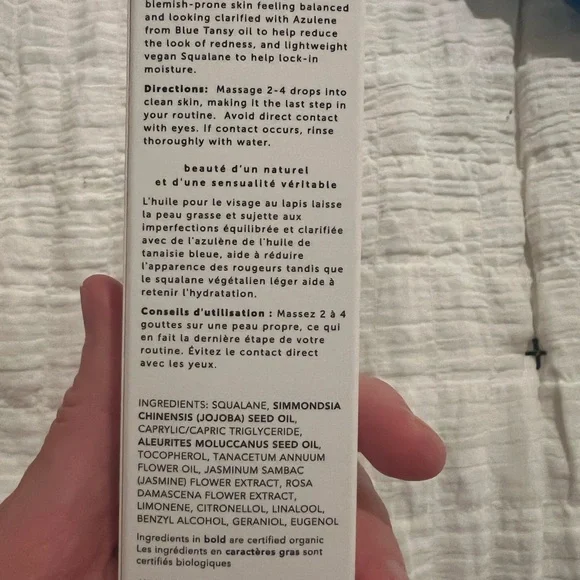 blemish-prone skin feeling balanced
and looking clarified with Azulene
from Blue Tansy oil to help reduce
the look of redness, and lightweight
vegan Squalane to help lock-in
moisture.
Directions: Massage 2-4 drops into
clean skin, making it the last step in
your routine. Avoid direct contact
with eyes. If contact occurs, rinse
thoroughly with water.
beauté d'un naturel
et d'une sensualité véritable
L'huile pour le visage au lapis laisse
la peau grasse et sujette aux
imperfections équilibrée et clarifiée
avec de l'azulène de l'huile de
tanaisie bleue, aide à réduire
l'apparence des rougeurs tandis que
le squalane végétalien léger aide à
retenir l'hydratation.
Conseils d'utilisation : Massez 2 à 4
gouttes sur une peau propre, ce qui
en fait la dernière étape de votre
routine. Évitez le contact direct
avec les yeux.
INGREDIENTS: SQUALANE, SIMMONDSIA
CHINENSIS (JOJOBA) SEED OIL,
CAPRYLIC/CAPRIC TRIGLYCERIDE,
ALEURITES MOLUCCANUS SEED OIL,
TOCOPHEROL, TANACETUM ANNUUM
FLOWER OIL, JASMINUM SAMBAC
(JASMINE) FLOWER EXTRACT, ROSA
DAMASCENA FLOWER EXTRACT,
LIMONENE, CITRONELLOL, LINALOOL,
BENZYL ALCOHOL, GERANIOL, EUGENOL
Ingredients in bold are certified organic
Les ingrédients en caractères gras sont
certifiés biologiques